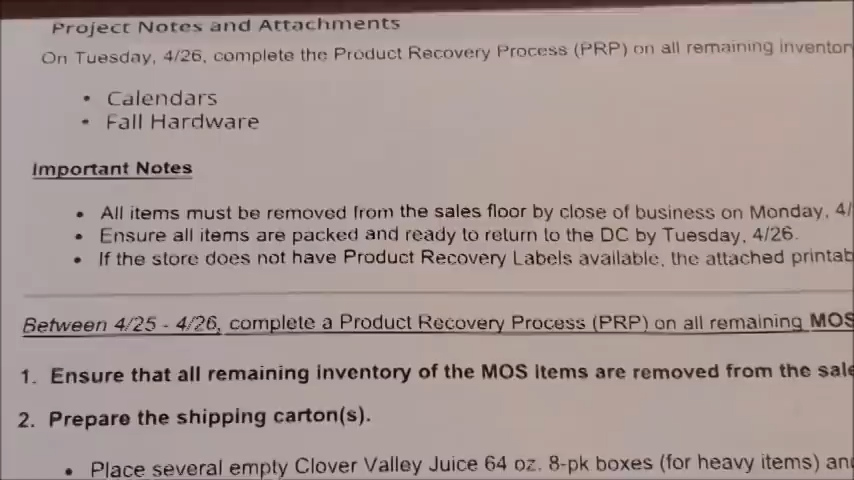 Project Notes and Attachments
On Tuesday, 4/26, complete the Product Recovery Process (PRP) on all remaining inventor
• Calendars
• Fall Hardware
Important Notes
• All items must be removed from the sales floor by close of business on Monday, 4/
• Ensure all items are packed and ready to return to the DC by Tuesday, 4/26.
• If the store does not have Product Recovery Labels available, the attached printab
Between 4/25 - 4/26, complete a Product Recovery Process (PRP) on all remaining MOS
1. Ensure that all remaining inventory of the MOS items are removed from the sale
2. Prepare the shipping carton(s).
• Place several empty Clover Valley Juice 64 oz. 8-pk boxes (for heavy items) and